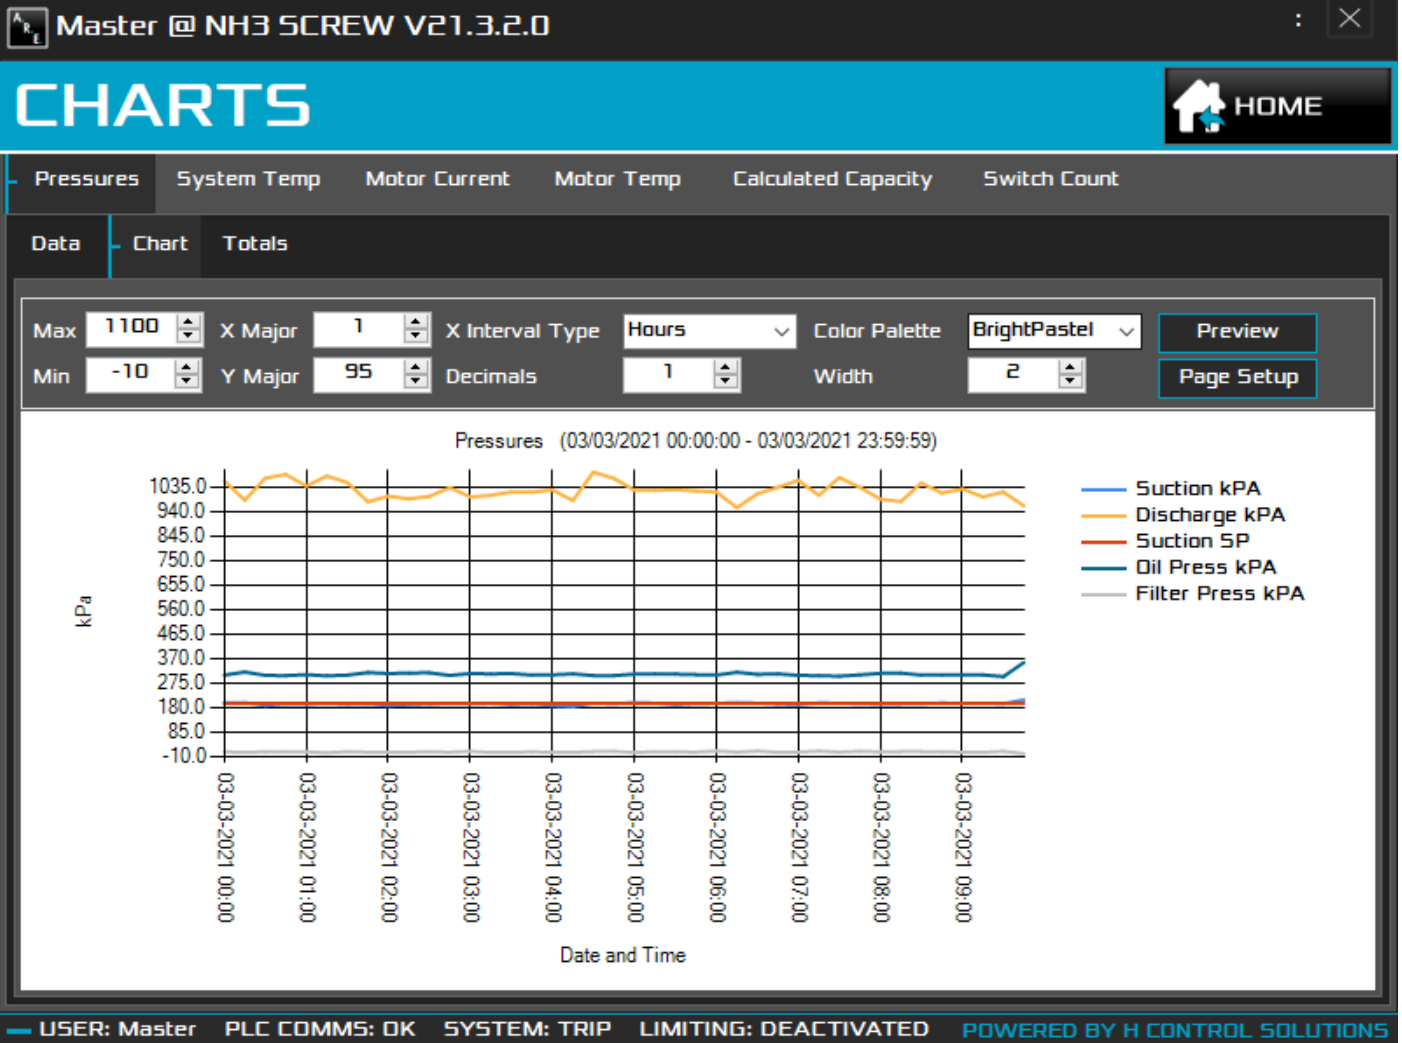 A.R.E
Master @ NH3 SCREW V21.3.2.0
CHARTS
HOME
Pressures System Temp Motor Current Motor Temp Calculated Capacity Switch Count
Data Chart Totals
Max 1100 X Major 1 X Interval Type Hours Color Palette BrightPastel Preview
Min -10 Y Major 95 Decimals 1 Width 2 Page Setup
Pressures (03/03/2021 00:00:00 - 03/03/2021 23:59:59)
1035.0
940.0
845.0
750.0
655.0
560.0
465.0
370.0
275.0
180.0
85.0
-10.0
kPa
Suction kPA
Discharge kPA
Suction SP
Oil Press kPA
Filter Press kPA
03-03-2021 00:00
03-03-2021 01:00
03-03-2021 02:00
03-03-2021 03:00
03-03-2021 04:00
03-03-2021 05:00
03-03-2021 06:00
03-03-2021 07:00
03-03-2021 08:00
03-03-2021 09:00
Date and Time
USER: Master PLC COMMS: OK SYSTEM: TRIP LIMITING: DEACTIVATED POWERED BY H CONTROL SOLUTIONS